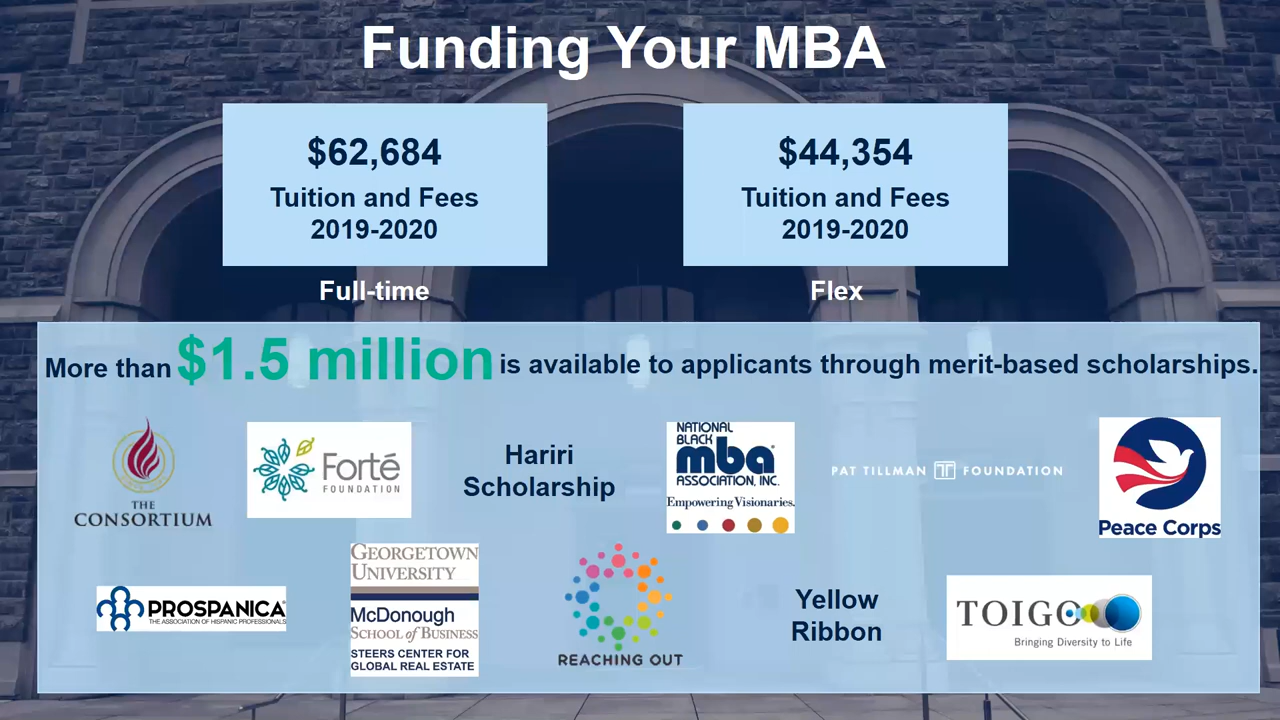 Funding Your MBA
$62,684
Tuition and Fees
2019-2020
Full-time
$44,354
Tuition and Fees
2019-2020
Flex
More than $1.5 million is available to applicants through merit-based scholarships.
THE
CONSORTIUM
Forté
FOUNDATION
Hariri
Scholarship
NATIONAL
BLACK
mba
ASSOCIATION, INC.
Empowering Visionaries.
PAT TILLMAN FOUNDATION
Peace Corps
PROSPANICA
THE ASSOCIATION OF HISPANIC PROFESSIONALS
GEORGETOWN
UNIVERSITY
McDonough
SCHOOL of BUSINESS
STEERS CENTER FOR
GLOBAL REAL ESTATE
REACHING OUT
Yellow
Ribbon
TOIGO
Bringing Diversity to Life